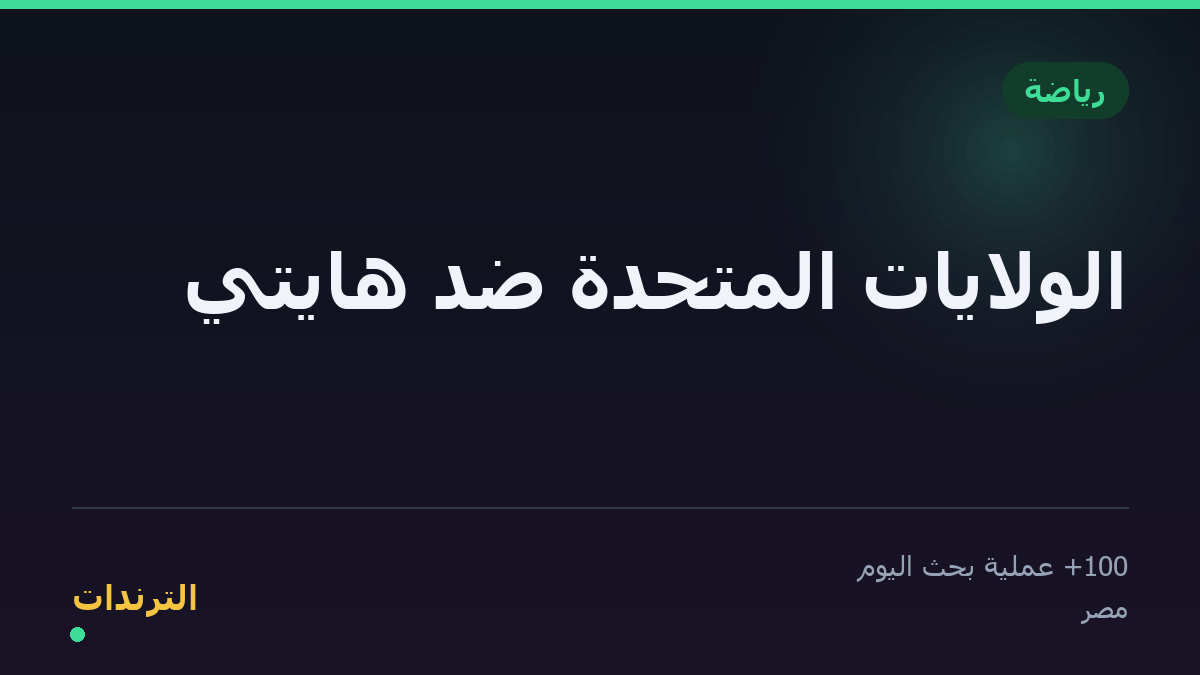 رياضة
الولايات المتحدة ضد هايتي
100+ عملية بحث اليوم
مصر
الترندات